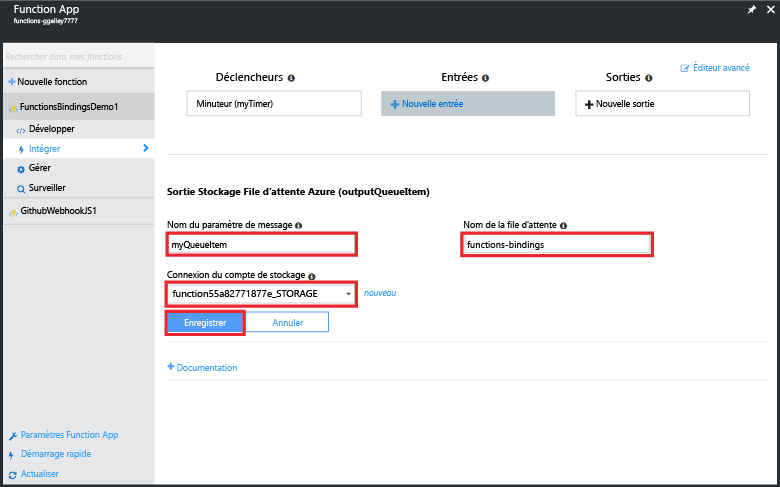 Function App
functions-ggailey7777
Rechercher dans mes fonctions
Nouvelle fonction
FunctionsBindingsDemo1
Développer
Intégrer
Gérer
Surveiller
GithubWebhookJS1
Paramètres Function App
Démarrage rapide
Actualiser
Éditeur avancé
Déclencheurs
Entrées
Sorties
Minuteur (myTimer)
Nouvelle entrée
Nouvelle sortie
Sortie Stockage File d'attente Azure (outputQueueItem)
Nom du paramètre de message
Nom de la file d'attente
myQueueItem
functions-bindings
Connexion du compte de stockage
function55a82771877e_STORAGE
nouveau
Enregistrer
Annuler
Documentation